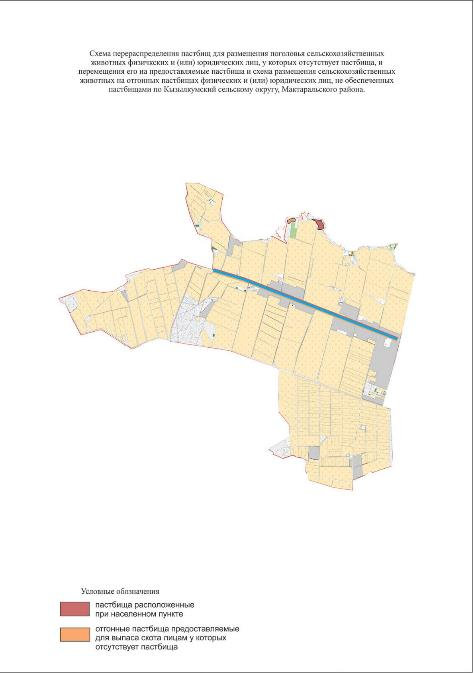 Схема перераспределения пастбищ для размещения поголовья сельскохозяйственных
животных физических и (или) юридических лиц, у которых отсутствует пастбища, и
перемещения его на предоставляемые пастбища и схема размещения сельскохозяйственных
животных на отгонных пастбищах физических и (или) юридических лиц, не обеспеченных
пастбищами по Кызылкумский сельскому округу, Мактаральского района.
Условные обозначения
пастбища расположенные
при населенном пункте
отгонные пастбища предоставляемые
для выпаса скота лицам у которых
отсутствует пастбища